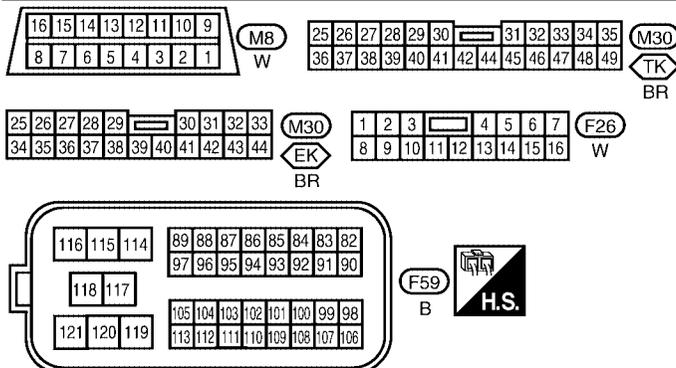 16 15 14 13 12 11 10 9
8 7 6 5 4 3 2 1
M8
W
25 26 27 28 29 30 31 32 33 34 35
36 37 38 39 40 41 42 44 45 46 47 48 49
M30
TK
BR
25 26 27 28 29 30 31 32 33
34 35 36 37 38 39 40 41 42 43 44
M30
EK
BR
1 2 3 4 5 6 7
8 9 10 11 12 13 14 15 16
F26
W
116 115 114
118 117
121 120 119
89 88 87 86 85 84 83 82
97 96 95 94 93 92 91 90
105 104 103 102 101 100 99 98
113 112 111 110 109 108 107 106
F59
B
H.S.